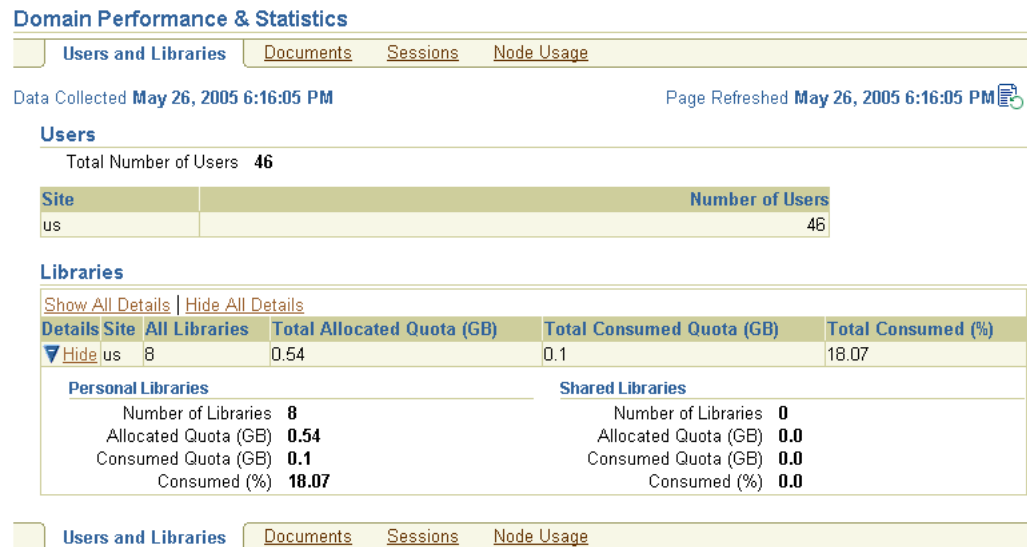 Domain Performance & Statistics
Users and Libraries Documents Sessions Node Usage
Data Collected May 26, 2005 6:16:05 PM Page Refreshed May 26, 2005 6:16:05 PM
Users
Total Number of Users 46
Site Number of Users
us 46
Libraries
Show All Details | Hide All Details
Details Site All Libraries Total Allocated Quota (GB) Total Consumed Quota (GB) Total Consumed (%)
Hide us 8 0.54 0.1 18.07
Personal Libraries Shared Libraries
Number of Libraries 8 Number of Libraries 0
Allocated Quota (GB) 0.54 Allocated Quota (GB) 0.0
Consumed Quota (GB) 0.1 Consumed Quota (GB) 0.0
Consumed (%) 18.07 Consumed (%) 0.0
Users and Libraries Documents Sessions Node Usage